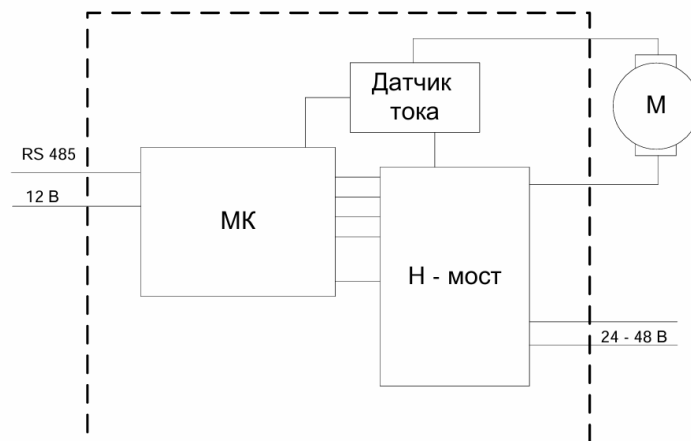 Датчик
тока
М
RS 485
12 В
МК
Н - мост
24 - 48 В